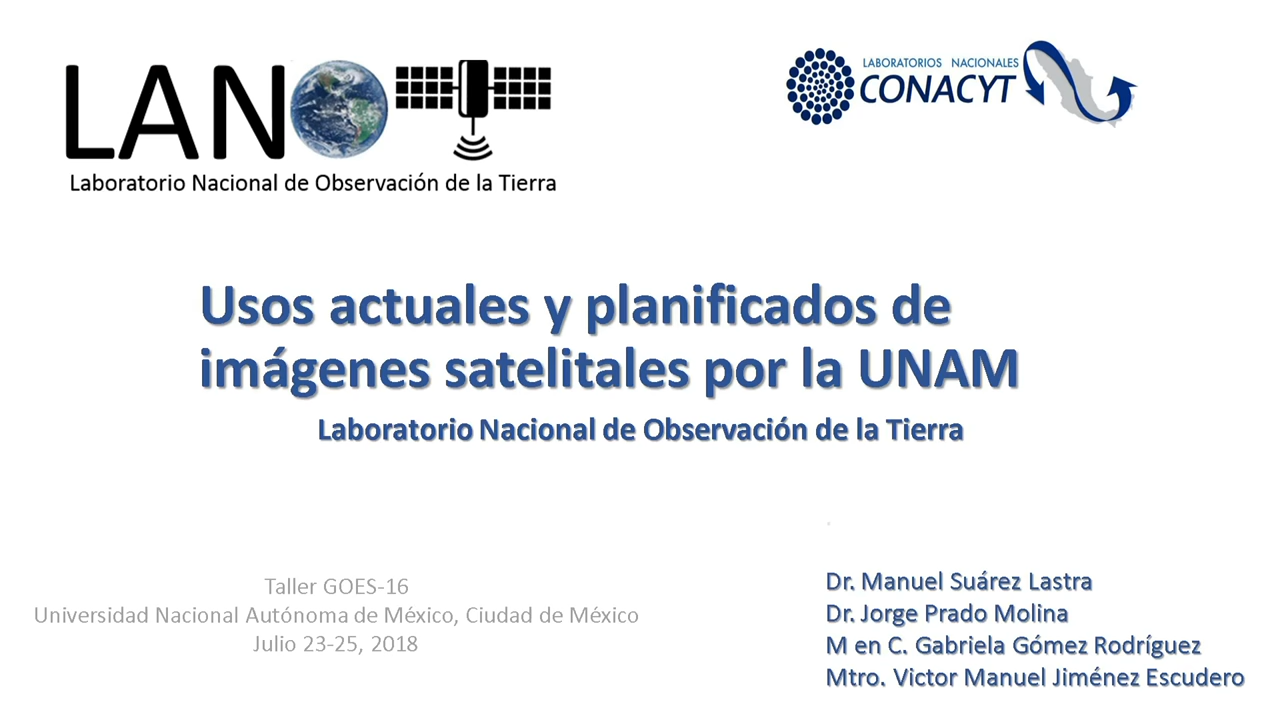 LANOT
Laboratorio Nacional de Observación de la Tierra
LABORATORIOS NACIONALES
CONACYT
Usos actuales y planificados de
imágenes satelitales por la UNAM
Laboratorio Nacional de Observación de la Tierra
Taller GOES-16
Universidad Nacional Autónoma de México, Ciudad de México
Julio 23-25, 2018
Dr. Manuel Suárez Lastra
Dr. Jorge Prado Molina
M en C. Gabriela Gómez Rodríguez
Mtro. Victor Manuel Jiménez Escudero